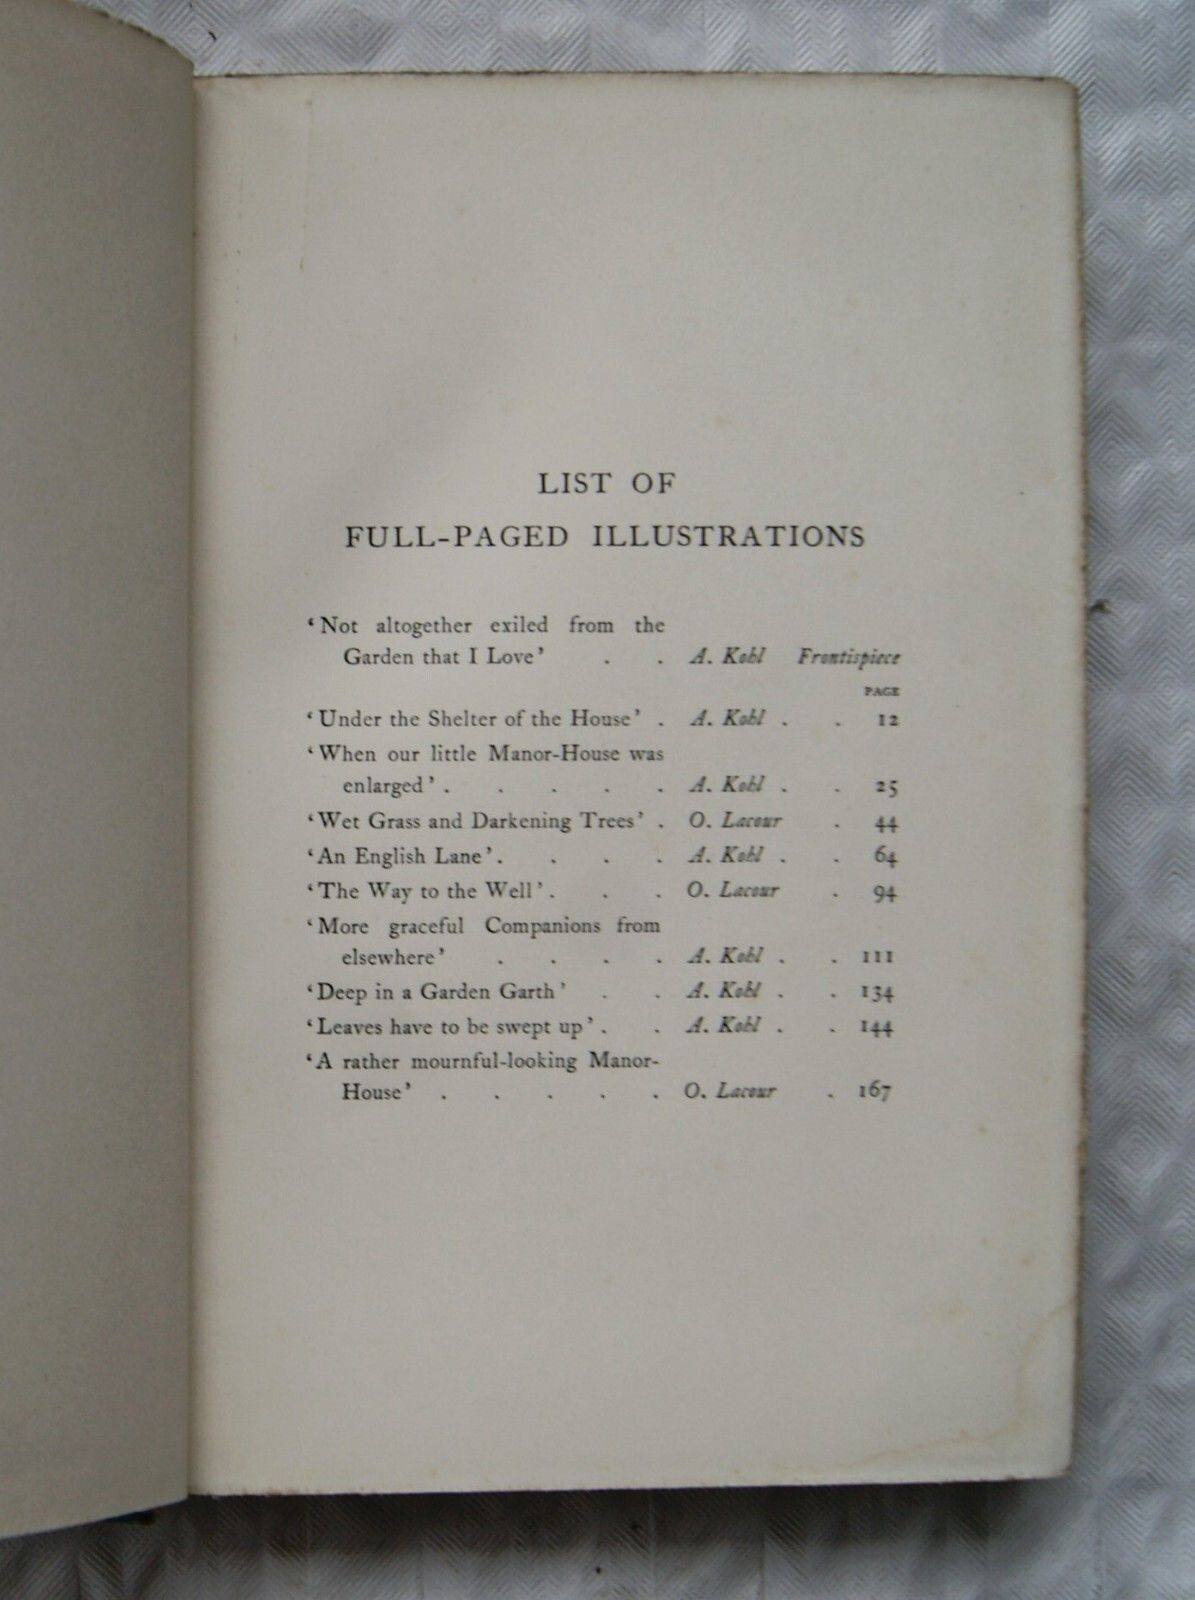 LIST OF
FULL-PAGED ILLUSTRATIONS
‘Not altogether exiled from the
Garden that I Love’ . . A. Kohl Frontispiece
PAGE
‘Under the Shelter of the House’ . A. Kohl . . 12
‘When our little Manor-House was
enlarged’ . . . . . A. Kohl . . 25
‘Wet Grass and Darkening Trees’ . O. Lacour . 44
‘An English Lane’ . . . . A. Kohl . . 64
‘The Way to the Well’ . . . O. Lacour . 94
‘More graceful Companions from
elsewhere’ . . . . A. Kohl . . 111
‘Deep in a Garden Garth’ . . A. Kohl . . 134
‘Leaves have to be swept up’ . . A. Kohl . . 144
‘A rather mournful-looking Manor-
House’ . . . . . O. Lacour . 167